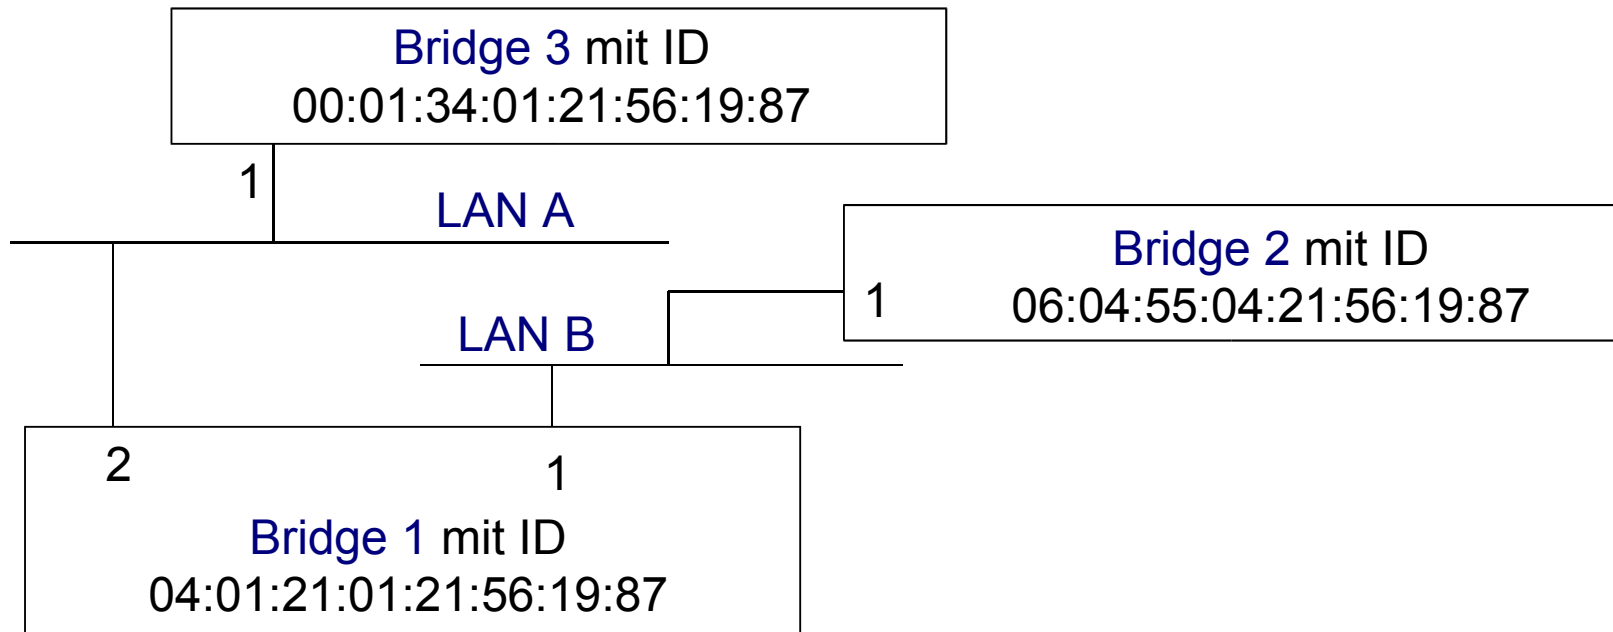 Bridge 3 mit ID
00:01:34:01:21:56:19:87
1
LAN A
Bridge 2 mit ID
1
06:04:55:04:21:56:19:87
LAN B
2
1
Bridge 1 mit ID
04:01:21:01:21:56:19:87